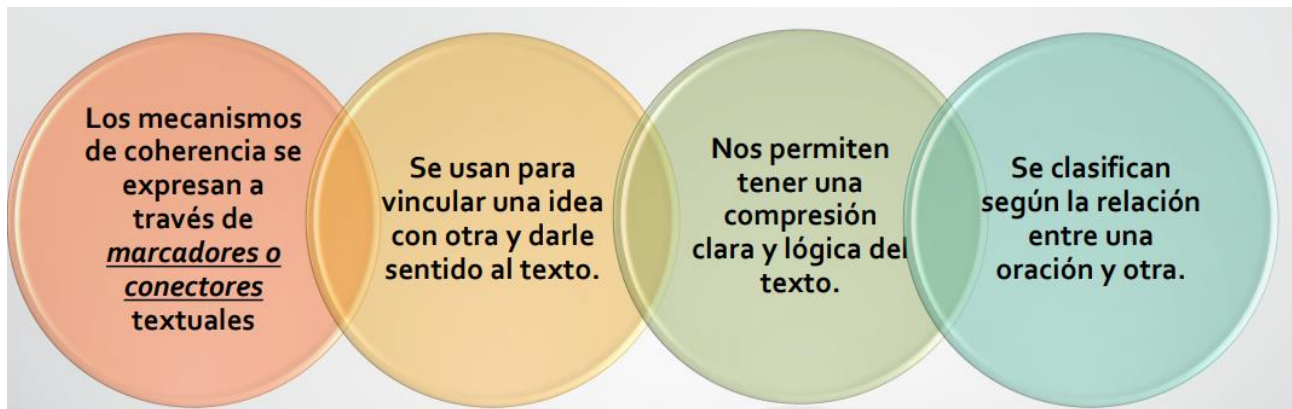 Los mecanismos
de coherencia se
expresan a
través de
marcadores o
conectores
textuales
Se usan para
vincular una idea
con otra y darle
sentido al texto.
Nos permiten
tener una
compresión
clara y lógica del
texto.
Se clasifican
según la relación
entre una
oración y otra.